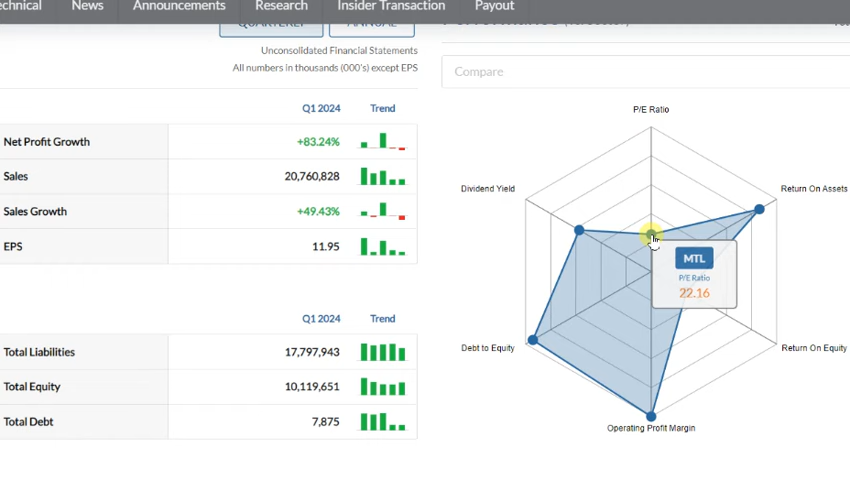 News
Announcements
Research
Insider Transaction
Payout
QUARTERLY
ANNUAL
Unconsolidated Financial Statements
All numbers in thousands (000's) except EPS
Compare
Q1 2024 Trend
Net Profit Growth +83.24%
Sales 20,760,828
Sales Growth +49.43%
EPS 11.95
Q1 2024 Trend
Total Liabilities 17,797,943
Total Equity 10,119,651
Total Debt 7,875
P/E Ratio
Dividend Yield
Return On Assets
MTL
P/E Ratio
22.16
Debt to Equity
Return On Equity
Operating Profit Margin